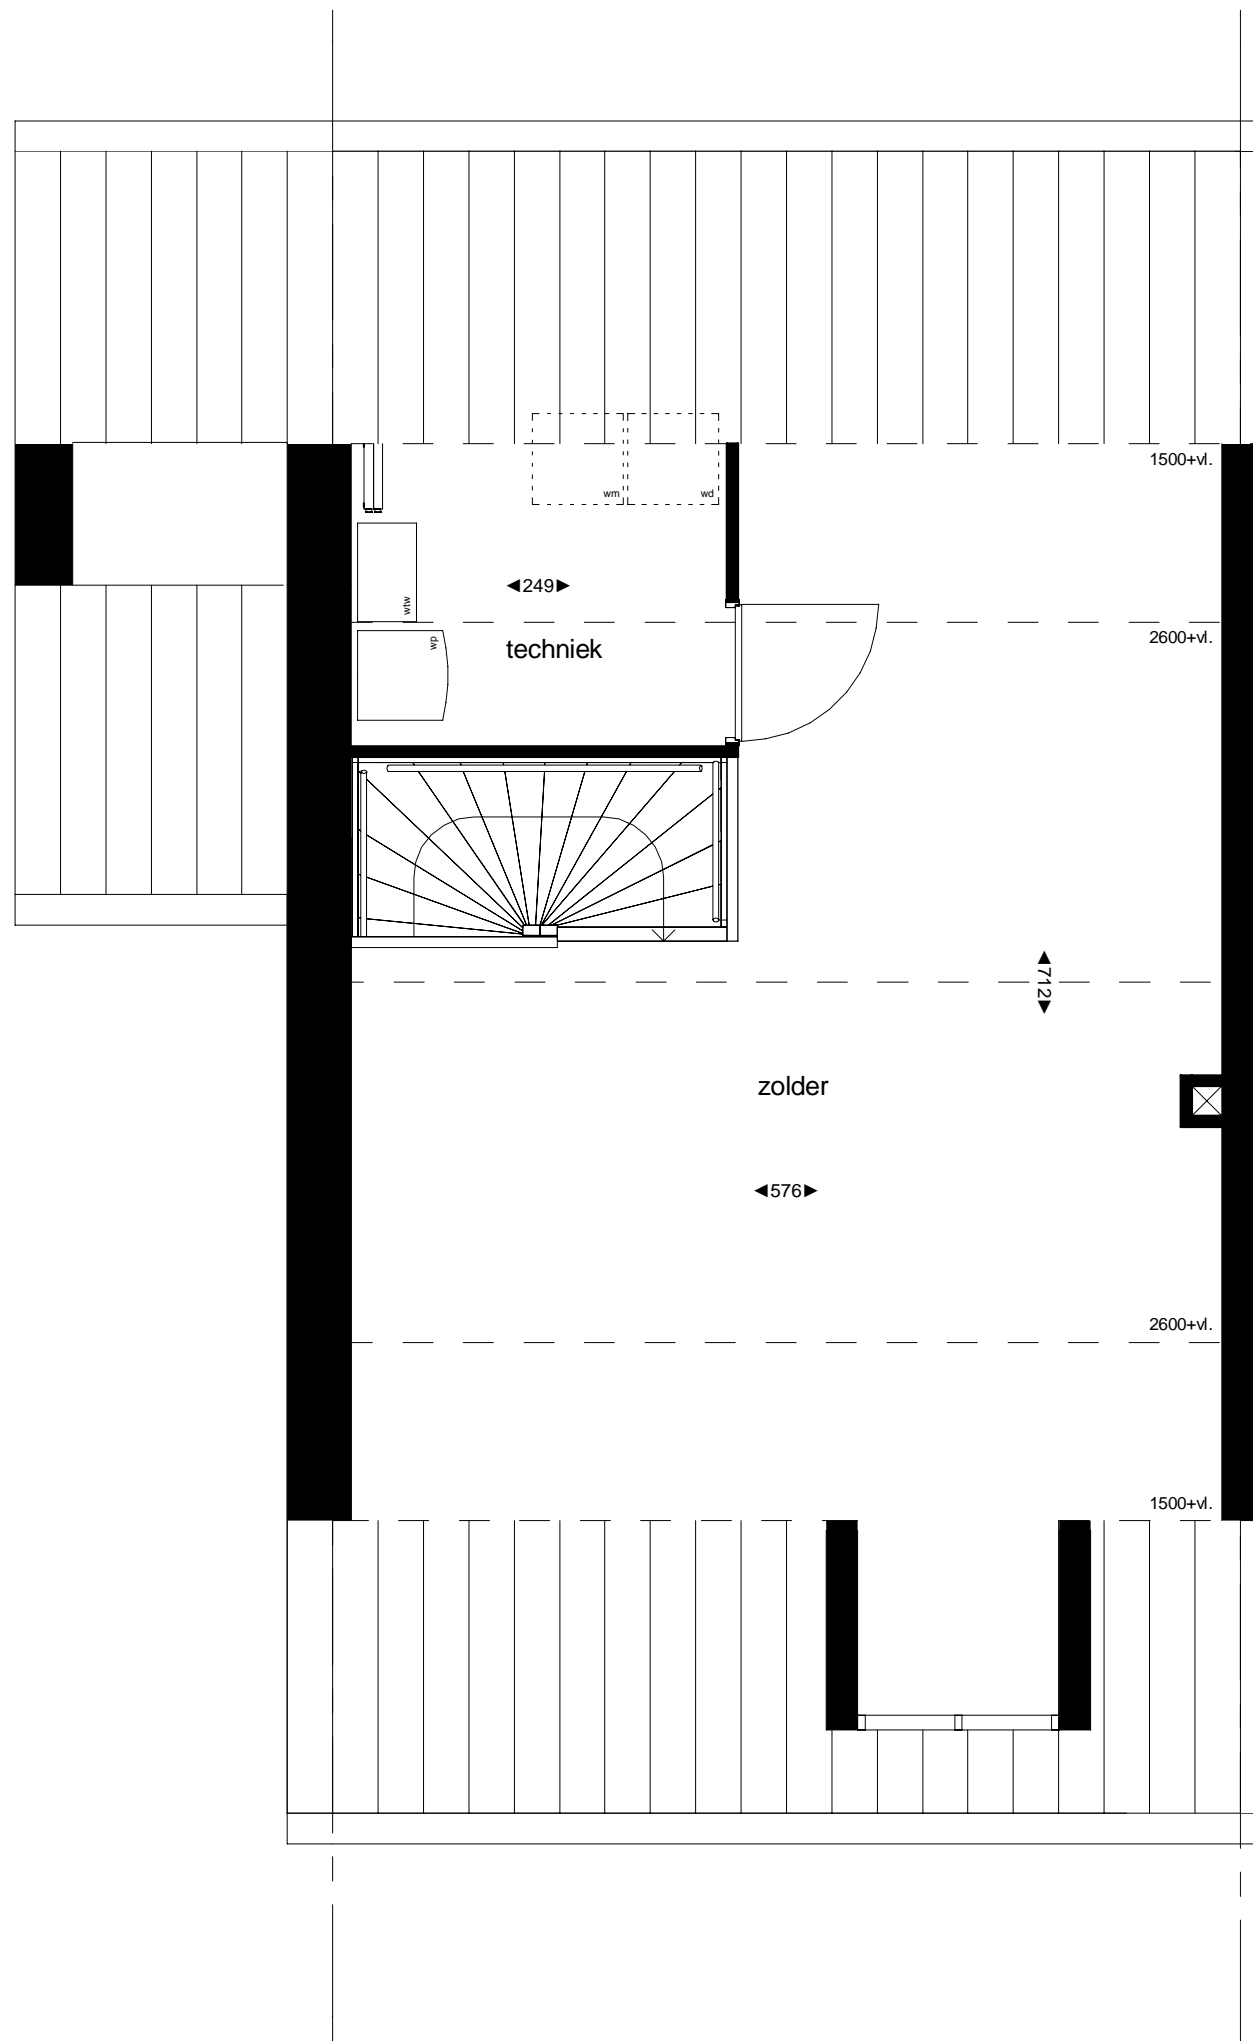 1500+vl.
wm
wd
◄249►
wtw
2600+vl.
wp
techniek
◄712►
zolder
◄576►
2600+vl.
1500+vl.